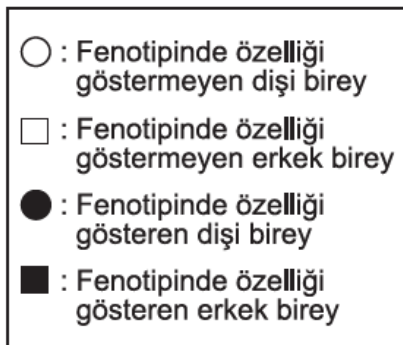 : Fenotipinde özelliği
göstermeyen dişi birey
: Fenotipinde özelliği
göstermeyen erkek birey
: Fenotipinde özelliği
gösteren dişi birey
: Fenotipinde özelliği
gösteren erkek birey